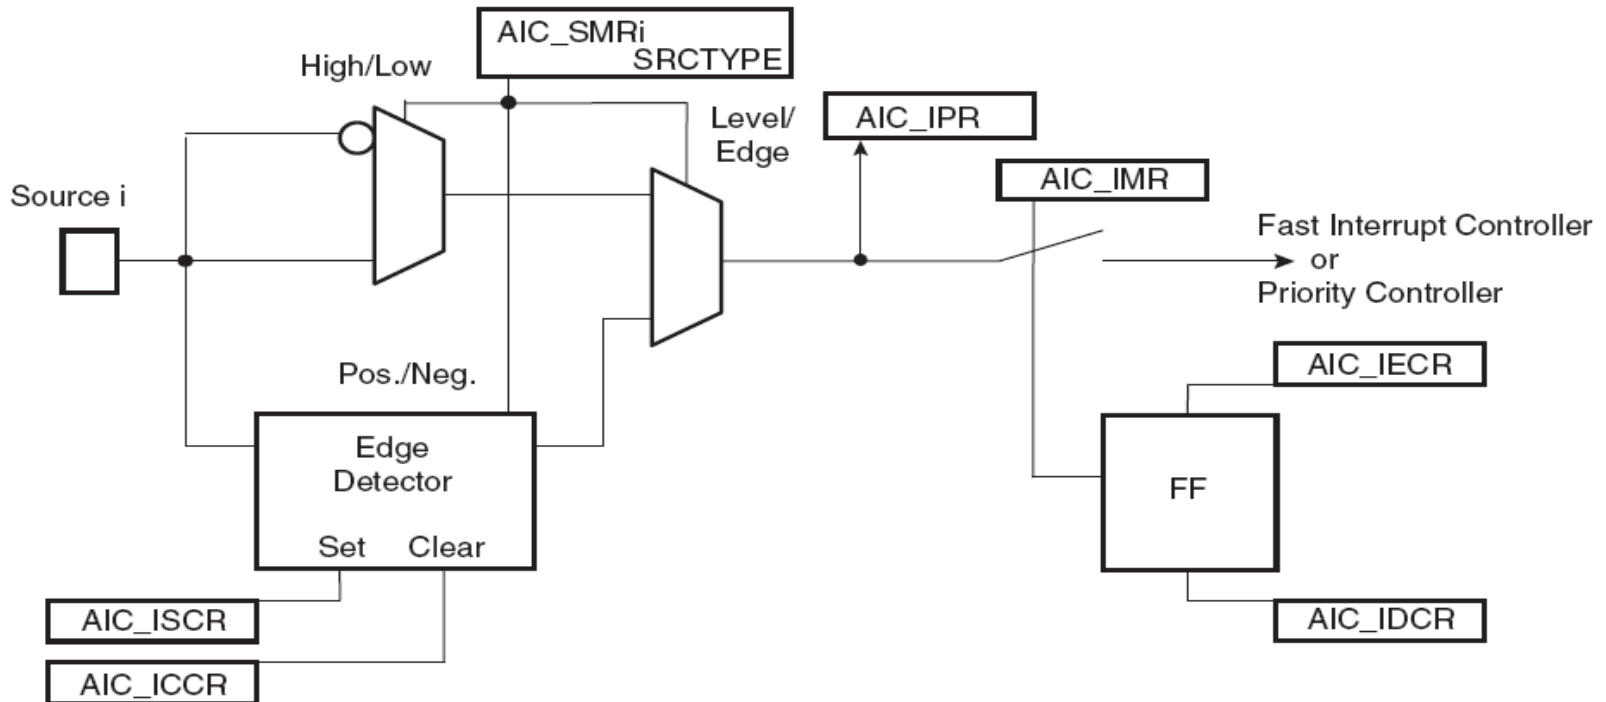 AIC_SMRi
SRCTYPE
High/Low
Level/
Edge
AIC_IPR
AIC_IMR
Source i
Fast Interrupt Controller
or
Priority Controller
AIC_IECR
Pos./Neg.
Edge
Detector
FF
Set Clear
AIC_ISCR
AIC_IDCR
AIC_ICCR